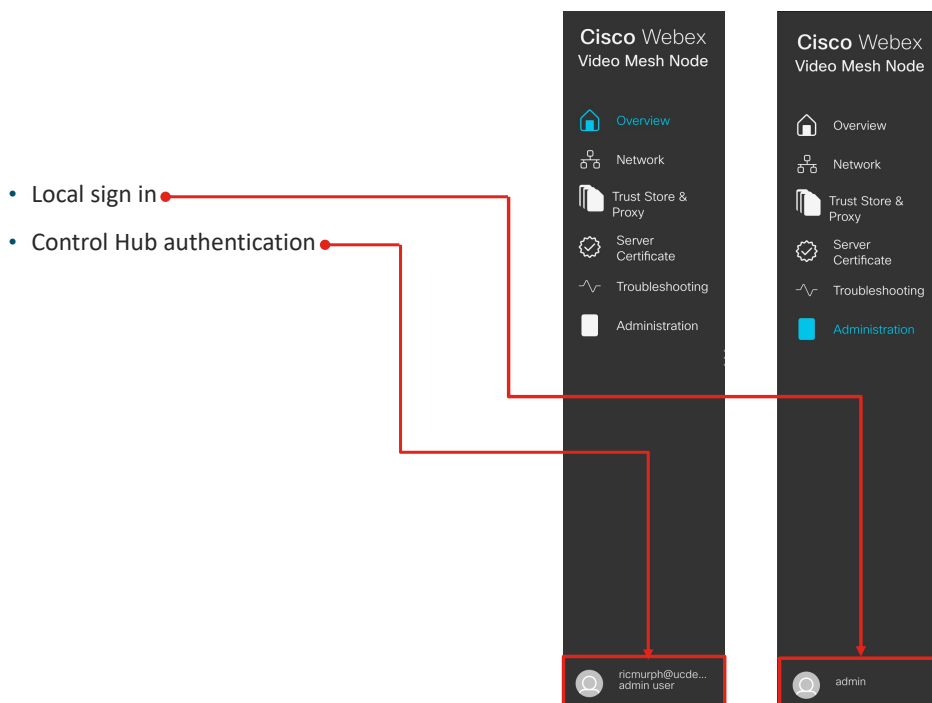 • Local sign in
• Control Hub authentication
Cisco Webex
Video Mesh Node
Overview
Network
Trust Store &
Proxy
Server
Certificate
Troubleshooting
Administration
ricmurph@ucde...
admin user
Cisco Webex
Video Mesh Node
Overview
Network
Trust Store &
Proxy
Server
Certificate
Troubleshooting
Administration
admin